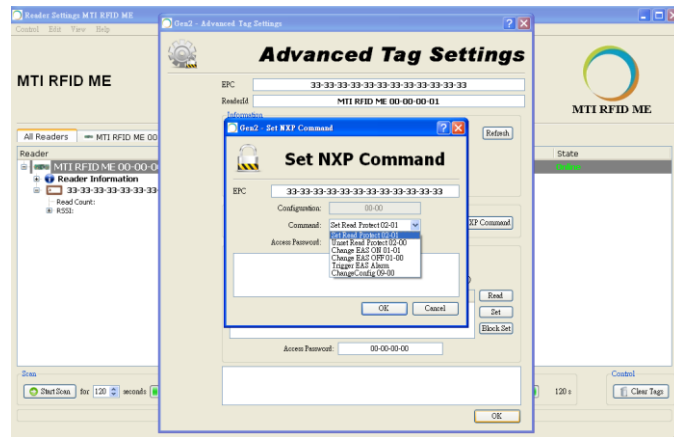 Reader Settings MTI RFID ME
Control Edit View Help
MTI RFID ME
MTI RFID ME
All Readers
MTI RFID ME 00
Reader
State
MTI RFID ME 00-00-0
Reader Information
33-33-33-33-33-33-
Read Count:
RSSI:
Scan
Start Scan for 120 seconds
120 s
Control
Clear Tags
Gen2 - Advanced Tag Settings
Advanced Tag Settings
EPC 33-33-33-33-33-33-33-33-33-33-33-33
ReaderId MTI RFID ME 00-00-00-01
Information
Refresh
XP Command
Read
Set
Block Set
Access Password: 00-00-00-00
OK
Gen2 - Set NXP Command
Set NXP Command
EPC 33-33-33-33-33-33-33-33-33-33-33-33
Configuration: 00-00
Command: Set Read Protect 02-01
Set Read Protect 02-01
Unset Read Protect 02-00
Change EAS ON 01-01
Change EAS OFF 01-00
Trigger EAS Alarm
ChangeConfig 09-00
Access Password:
OK Cancel